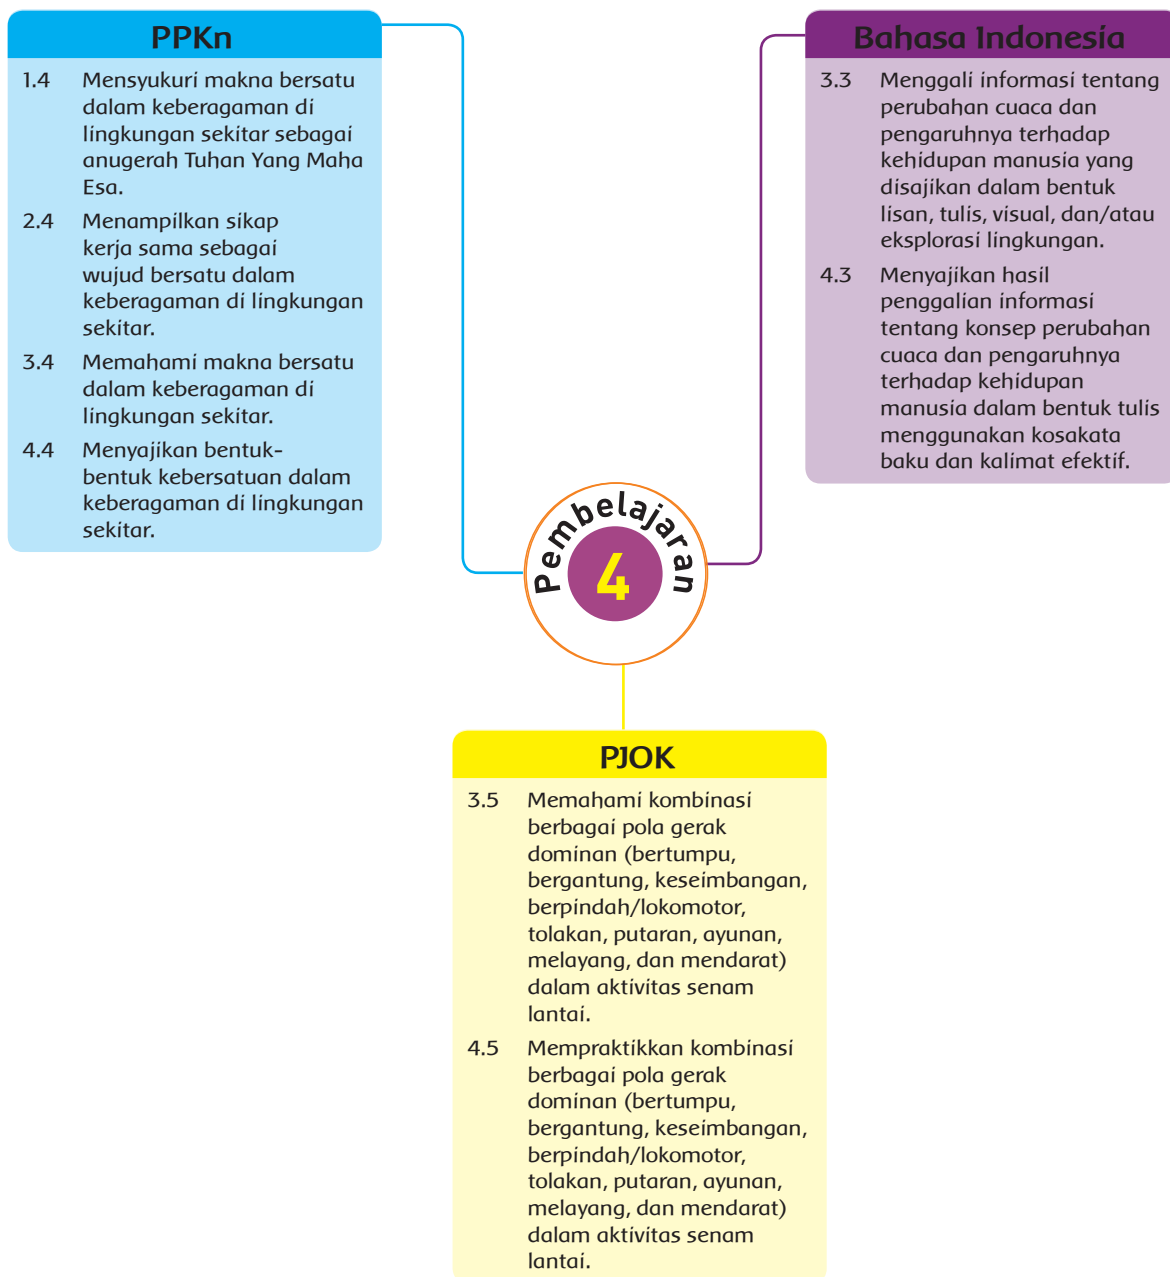 PPKn
1.4 Mensyukuri makna bersatu
dalam keberagaman di
lingkungan sekitar sebagai
anugerah Tuhan Yang Maha
Esa.
2.4 Menampilkan sikap
kerja sama sebagai
wujud bersatu dalam
keberagaman di lingkungan
sekitar.
3.4 Memahami makna bersatu
dalam keberagaman di
lingkungan sekitar.
4.4 Menyajikan bentuk-
bentuk kebersatuan dalam
keberagaman di lingkungan
sekitar.
Bahasa Indonesia
3.3 Menggali informasi tentang
perubahan cuaca dan
pengaruhnya terhadap
kehidupan manusia yang
disajikan dalam bentuk
lisan, tulis, visual, dan/atau
eksplorasi lingkungan.
4.3 Menyajikan hasil
penggalian informasi
tentang konsep perubahan
cuaca dan pengaruhnya
terhadap kehidupan
manusia dalam bentuk tulis
menggunakan kosakata
baku dan kalimat efektif.
Pembelajaran
4
PJOK
3.5 Memahami kombinasi
berbagai pola gerak
dominan (bertumpu,
bergantung, keseimbangan,
berpindah/lokomotor,
tolakan, putaran, ayunan,
melayang, dan mendarat)
dalam aktivitas senam
lantai.
4.5 Mempraktikkan kombinasi
berbagai pola gerak
dominan (bertumpu,
bergantung, keseimbangan,
berpindah/lokomotor,
tolakan, putaran, ayunan,
melayang, dan mendarat)
dalam aktivitas senam
lantai.